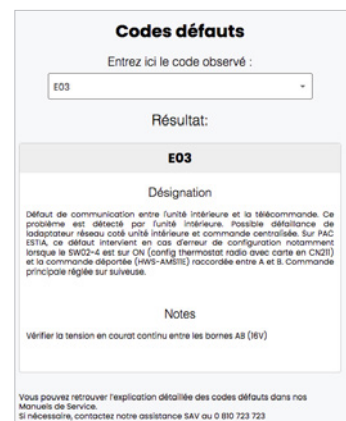 Codes défauts
Entrez ici le code observé :
E03
Résultat:
E03
Désignation
Défaut de communication entre l'unité intérieure et la télécommande. Ce
problème est détecté par l'unité intérieure. Possible défaillance de
ladaptateur réseau coté unité intérieure et commande centralisée. Sur PAC
ESTIA, ce défaut intervient en cas d'erreur de configuration notamment
lorsque le SW02-4 est sur ON (config thermostat radio avec carte en CN211)
et la commande déportée (HWS-AMS11E) raccordée entre A et B. Commande
principale réglée sur suiveuse.
Notes
Vérifier la tension en courat continu entre les bornes AB (16V)
Vous pouvez retrouver l'explication détaillée des codes défauts dans nos
Manuels de Service.
Si nécessaire, contactez notre assistance SAV au 0 810 723 723